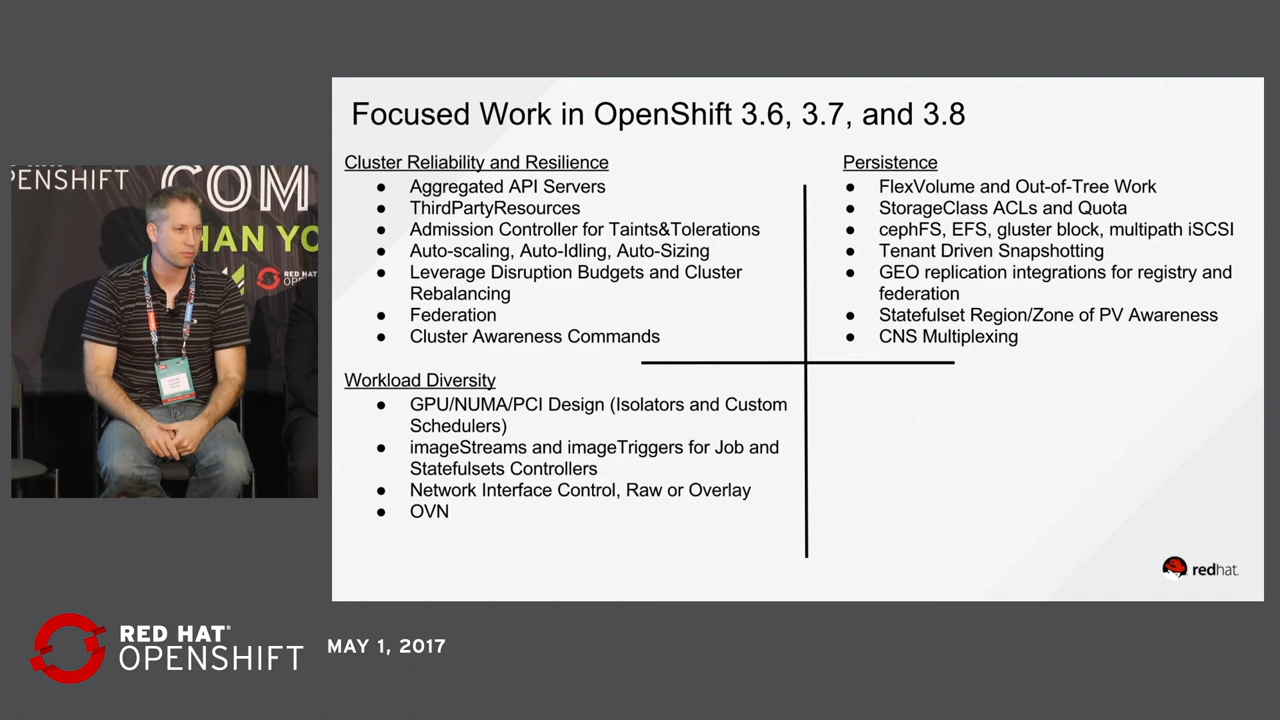 Focused Work in OpenShift 3.6, 3.7, and 3.8
Cluster Reliability and Resilience
● Aggregated API Servers
● ThirdPartyResources
● Admission Controller for Taints&Tolerations
● Auto-scaling, Auto-Idling, Auto-Sizing
● Leverage Disruption Budgets and Cluster
Rebalancing
● Federation
● Cluster Awareness Commands
Persistence
● FlexVolume and Out-of-Tree Work
● StorageClass ACLs and Quota
● cephFS, EFS, gluster block, multipath iSCSI
● Tenant Driven Snapshotting
● GEO replication integrations for registry and
federation
● Statefulset Region/Zone of PV Awareness
● CNS Multiplexing
Workload Diversity
● GPU/NUMA/PCI Design (Isolators and Custom
Schedulers)
● imageStreams and imageTriggers for Job and
Statefulsets Controllers
● Network Interface Control, Raw or Overlay
● OVN
redhat.
PENSHIFT
COM
HAN YO
RED HAT
OPENSHIFT
RED HAT®
MAY 1, 2017